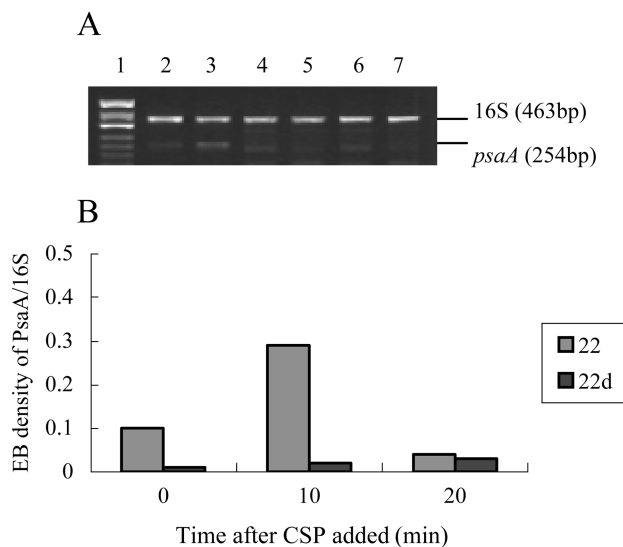 A
1 2 3 4 5 6 7
16S (463bp)
psaA (254bp)
B
EB density of PsaA/16S
0.5
0.4
0.3
0.2
0.1
0
0 10 20
Time after CSP added (min)
22
22d